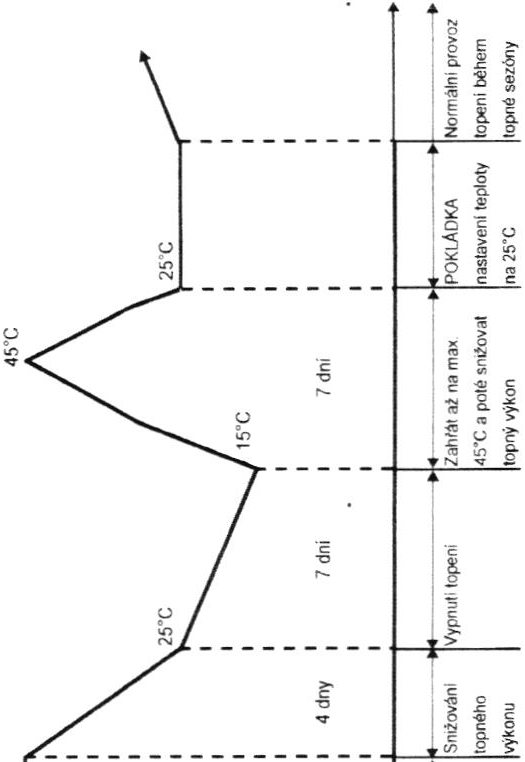 45°C
25°C
25°C
15°C
4 dny
7 dní
7 dní
Snižování
topného
výkonu
Vypnutí topení
Zahřát až na max.
45°C a poté snižovat
topný výkon
POKLÁDKA
nastavení teploty
na 25°C
Normální provoz
topení během
topné sezóny